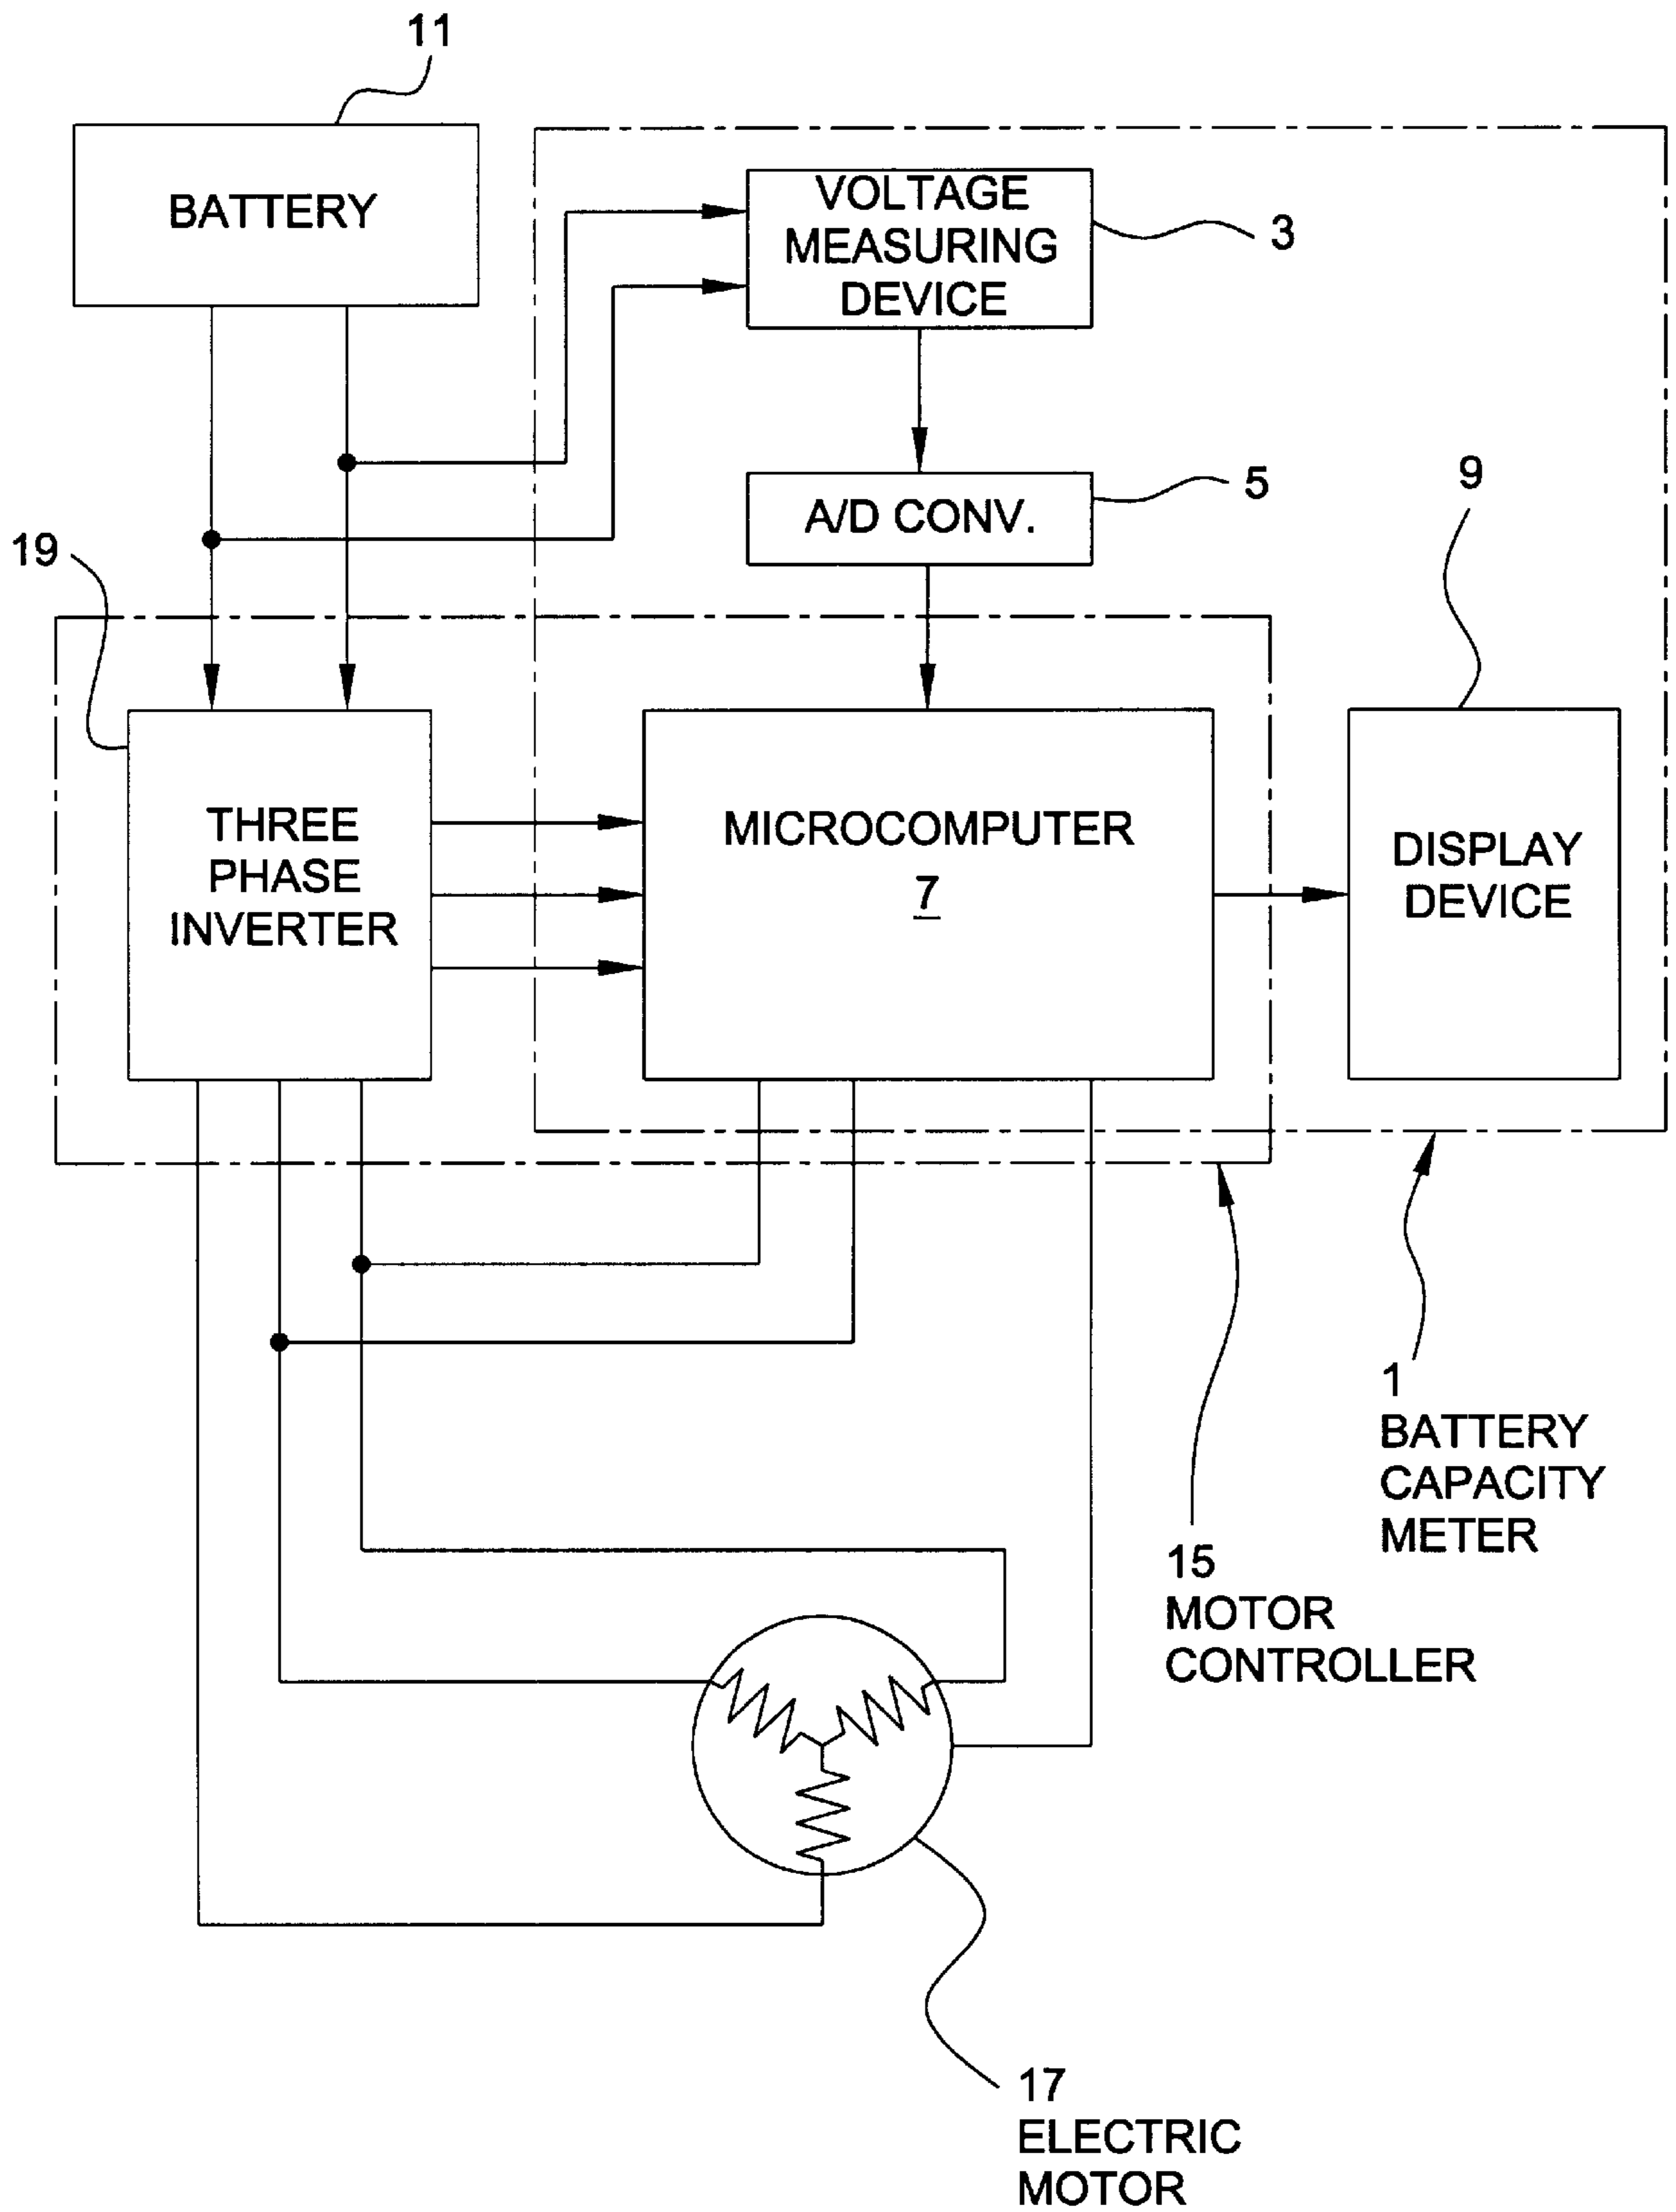 11
BATTERY
VOLTAGE
MEASURING
DEVICE
3
A/D CONV.
5
9
19
THREE
PHASE
INVERTER
MICROCOMPUTER
7
DISPLAY
DEVICE
1
BATTERY
CAPACITY
METER
15
MOTOR
CONTROLLER
17
ELECTRIC
MOTOR